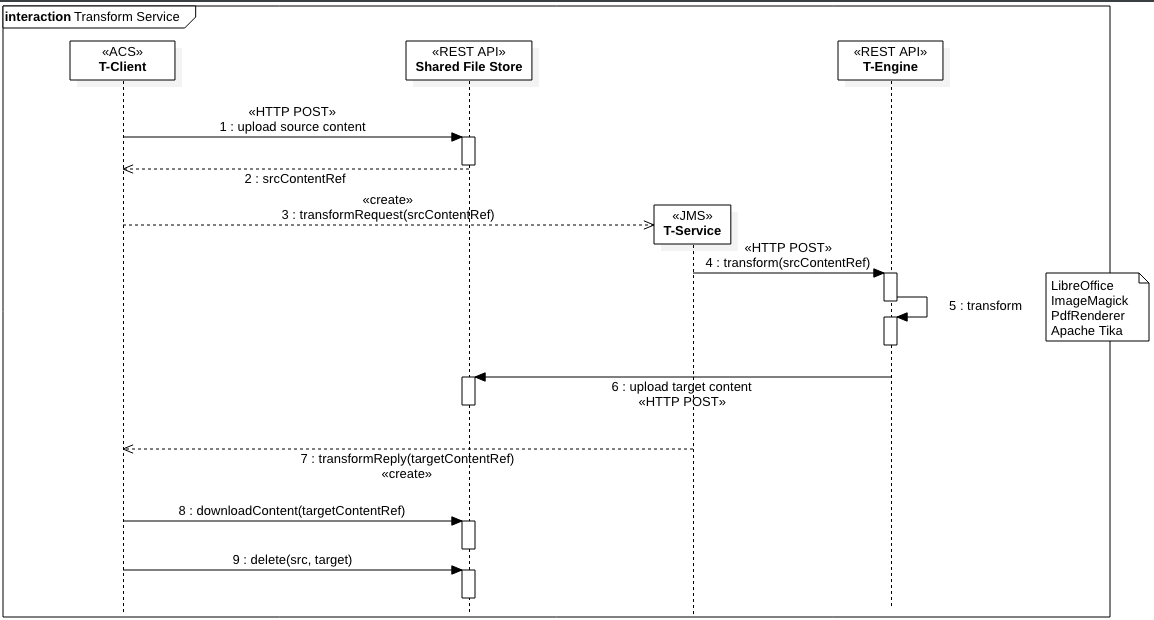 interaction Transform Service
«ACS»
T-Client
«REST API»
Shared File Store
«REST API»
T-Engine
«HTTP POST»
1 : upload source content
2 : srcContentRef
«create»
3 : transformRequest(srcContentRef)
«JMS»
T-Service
«HTTP POST»
4 : transform(srcContentRef)
5 : transform
LibreOffice
ImageMagick
PdfRenderer
Apache Tika
6 : upload target content
«HTTP POST»
7 : transformReply(targetContentRef)
«create»
8 : downloadContent(targetContentRef)
9 : delete(src, target)